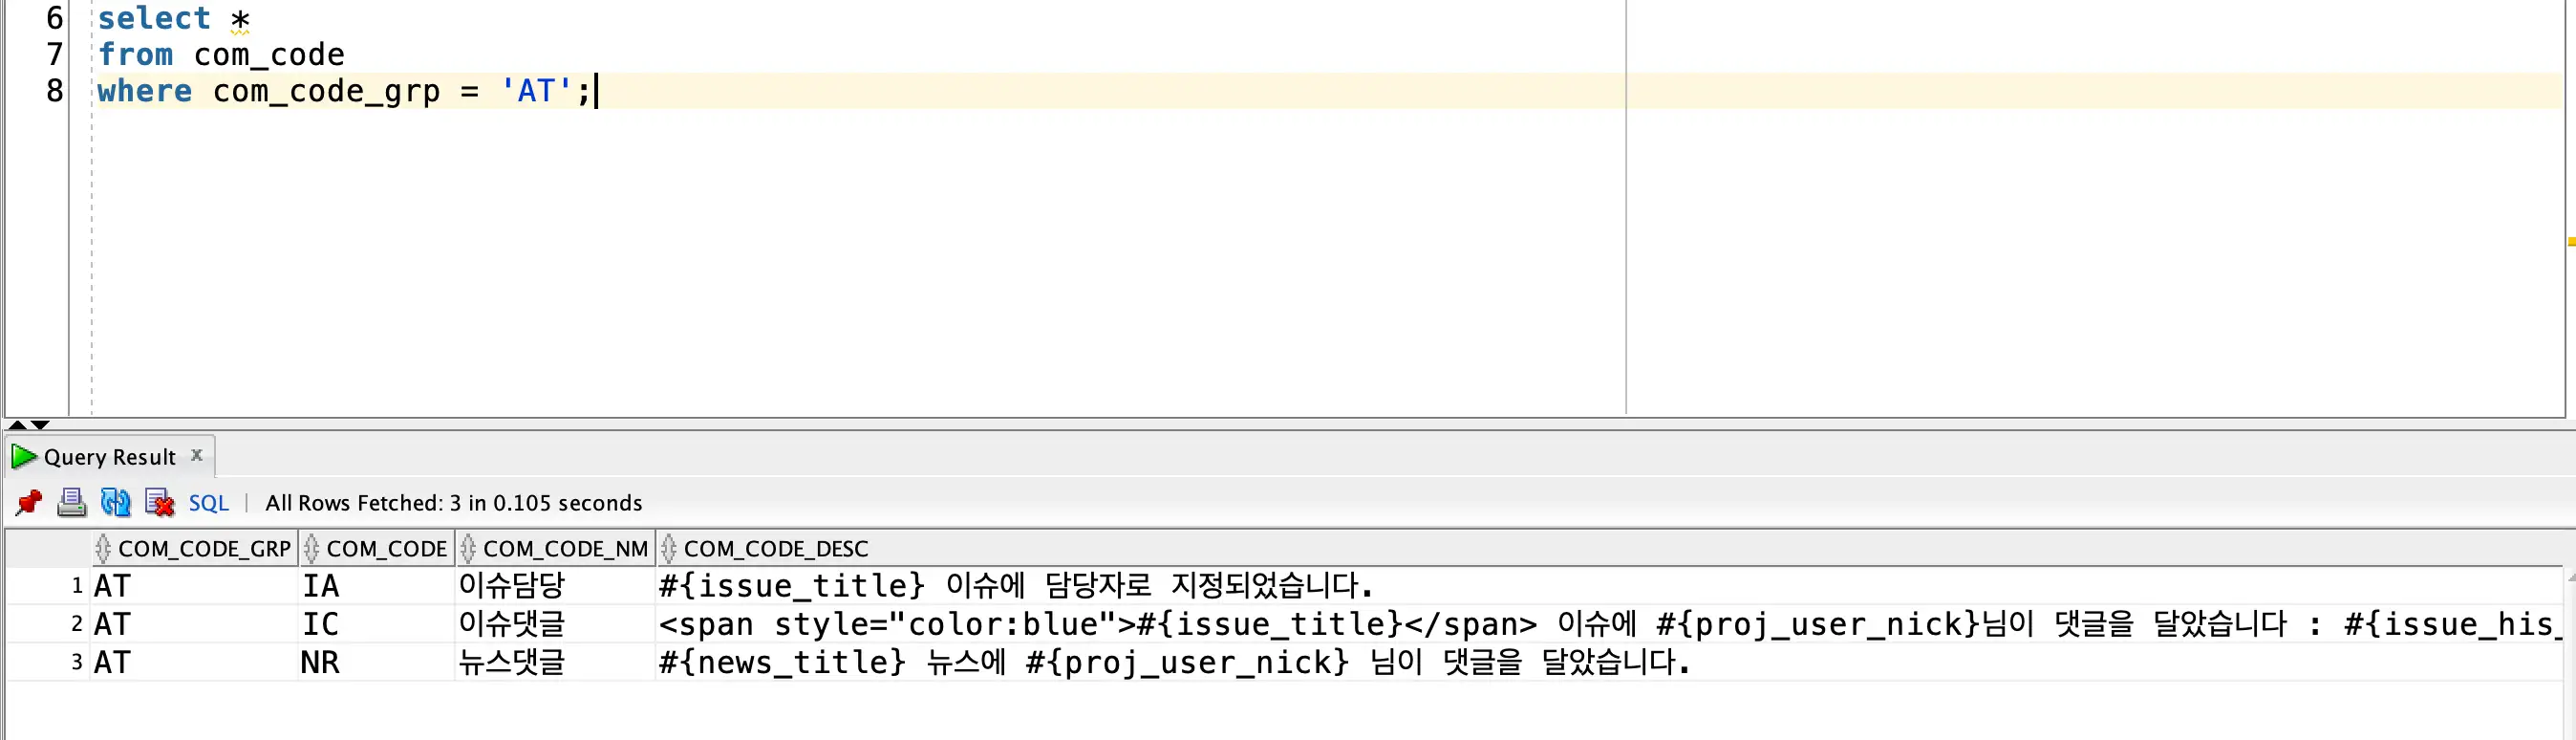 6 select *
7 from com_code
8 where com_code_grp = 'AT';
Query Result x
SQL | All Rows Fetched: 3 in 0.105 seconds
COM_CODE_GRP COM_CODE COM_CODE_NM COM_CODE_DESC
1 AT IA 이슈담당 #{issue_title} 이슈에 담당자로 지정되었습니다.
2 AT IC 이슈댓글 <span style="color:blue">#{issue_title}</span> 이슈에 #{proj_user_nick}님이 댓글을 달았습니다 : #{issue_his_
3 AT NR 뉴스댓글 #{news_title} 뉴스에 #{proj_user_nick} 님이 댓글을 달았습니다.